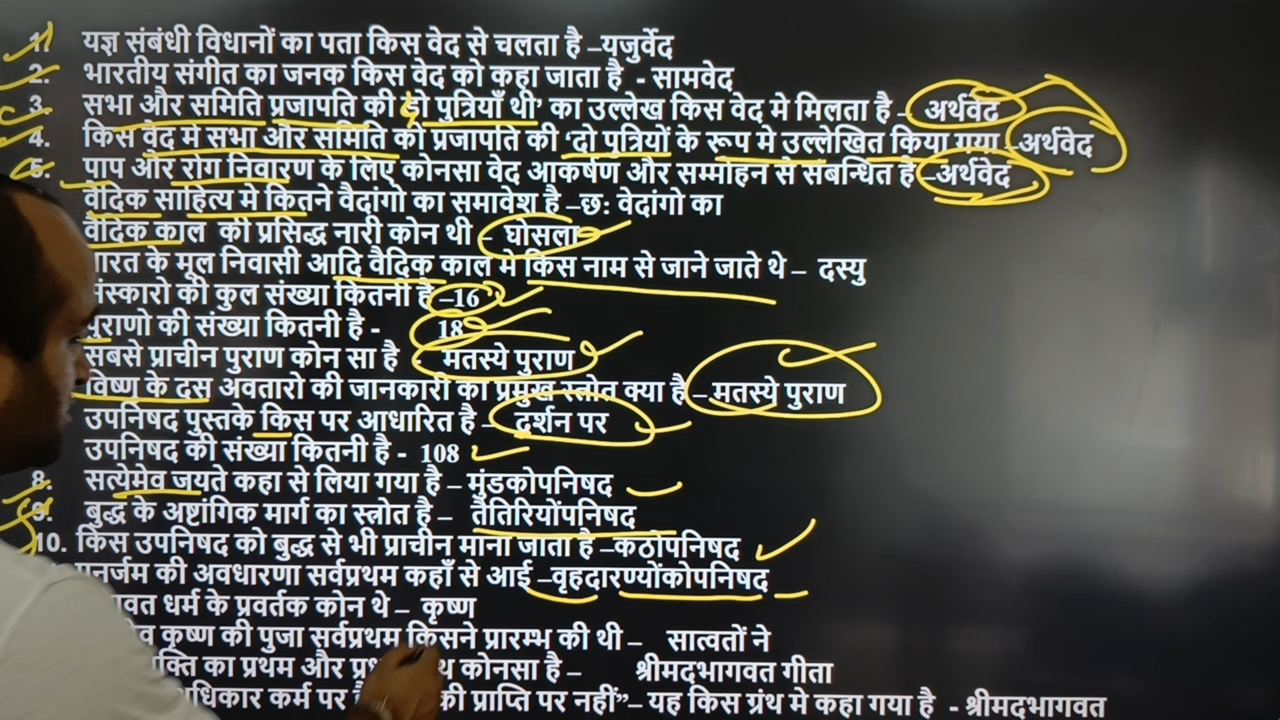 1. यज्ञ संबंधी विधानों का पता किस वेद से चलता है –यजुर्वेद
2. भारतीय संगीत का जनक किस वेद को कहा जाता है - सामवेद
3. सभा और समिति प्रजापति की दो पुत्रियाँ थी' का उल्लेख किस वेद मे मिलता है – अर्थवेद
4. किस वेद मे सभा और समिति को प्रजापति की 'दो पुत्रियों के रूप मे उल्लेखित किया गया –अर्थवेद
5. पाप और रोग निवारण के लिए कोनसा वेद आकर्षण और सम्मोहन से संबन्धित है –अर्थवेद
वैदिक साहित्य मे कितने वैदांगो का समावेश है –छः वेदांगो का
वैदिक काल की प्रसिद्ध नारी कोन थी – घोसला
भारत के मूल निवासी आदि वैदिक काल मे किस नाम से जाने जाते थे – दस्यु
संस्कारो की कुल संख्या कितनी है –16
पुराणो की संख्या कितनी है - 18
सबसे प्राचीन पुराण कोन सा है - मतस्ये पुराण
विष्ण के दस अवतारो की जानकारी का प्रमुख स्त्रोत क्या है – मतस्ये पुराण
उपनिषद पुस्तके किस पर आधारित है – दर्शन पर
उपनिषद की संख्या कितनी है - 108
8. सत्येमेव जयते कहा से लिया गया है – मुंडकोपनिषद
9. बुद्ध के अष्टांगिक मार्ग का स्त्रोत है – तैतिरियोंपनिषद
10. किस उपनिषद को बुद्ध से भी प्राचीन माना जाता है –कठोपनिषद
की अवधारणा सर्वप्रथम कहाँ से आई –वृहदारण्योंकोपनिषद
धर्म के प्रवर्तक कोन थे – कृष्ण
कृष्ण की पुजा सर्वप्रथम किसने प्रारम्भ की थी – सात्वतों ने
का प्रथम और कोनसा है – श्रीमदभागवत गीता
कर्म पर की प्राप्ति पर नहीं”– यह किस ग्रंथ मे कहा गया है - श्रीमदभागवत